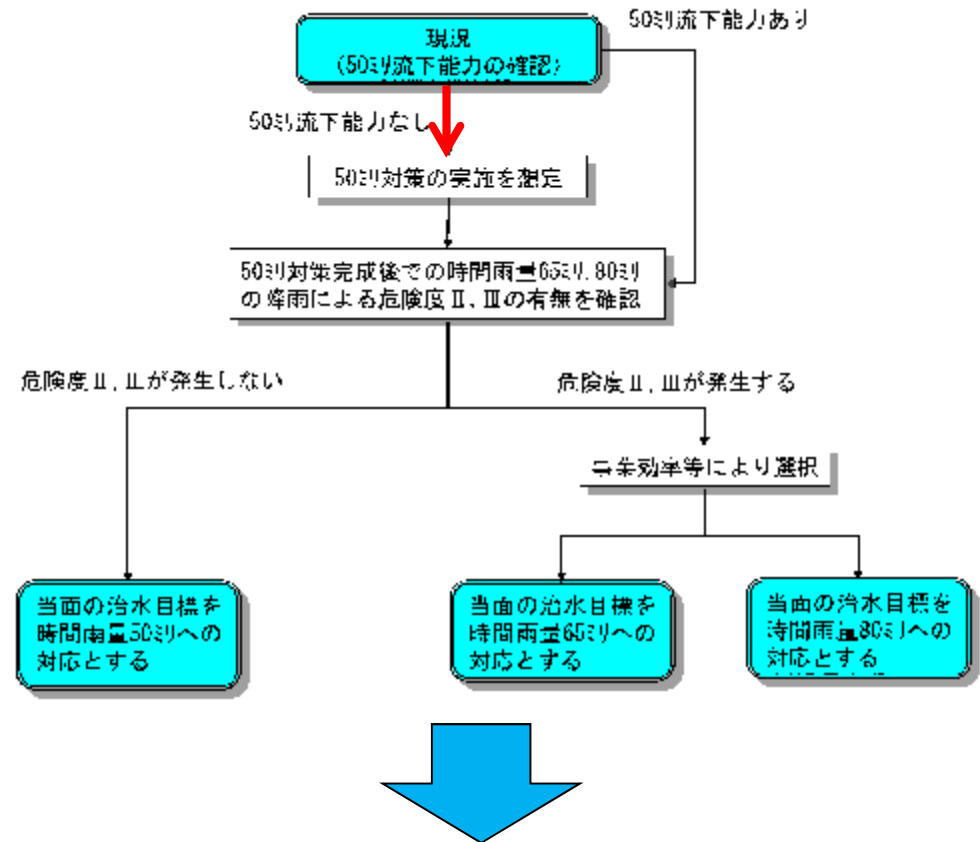 50ミリ流下能力あり
現況
(50ミリ流下能力の確認)
50ミリ流下能力なし
50ミリ対策の実施を想定
50ミリ対策完成後での時間雨量65ミリ,80ミリ
の降雨による危険度Ⅱ,Ⅲの有無を確認
危険度Ⅱ,Ⅲが発生しない
危険度Ⅱ,Ⅲが発生する
事業効率等により選択
当面の治水目標を
時間雨量50ミリへの
対応とする
当面の治水目標を
時間雨量65ミリへの
対応とする
当面の治水目標を
時間雨量80ミリへの
対応とする